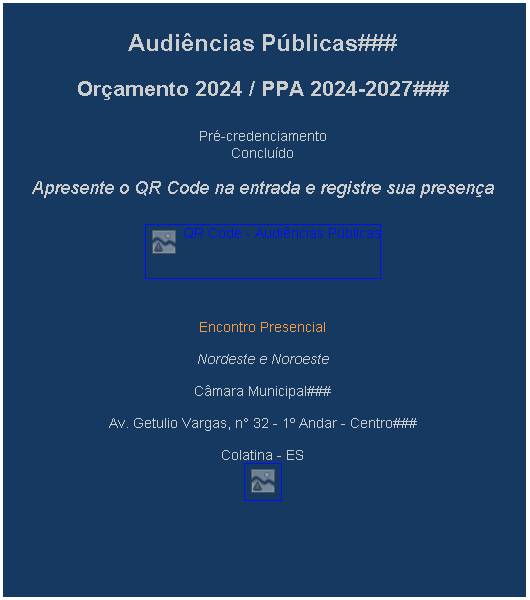 Audiências Públicas###
Orçamento 2024 / PPA 2024-2027###
Pré-credenciamento
Concluído
Apresente o QR Code na entrada e registre sua presença
QR Code - Audiências Públicas
Encontro Presencial
Nordeste e Noroeste
Câmara Municipal###
Av. Getulio Vargas, n° 32 - 1º Andar - Centro###
Colatina - ES